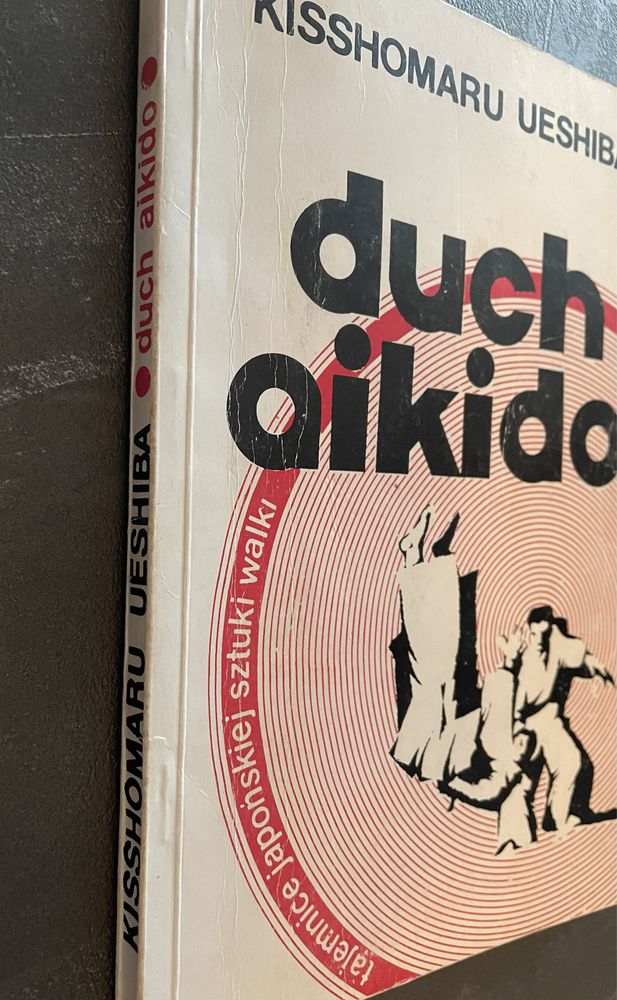 KISSHOMARU UESHIBA
duch
aikido
tajemnice japońskiej sztuki walki
KISSHOMARU UESHIBA • duch aikido •